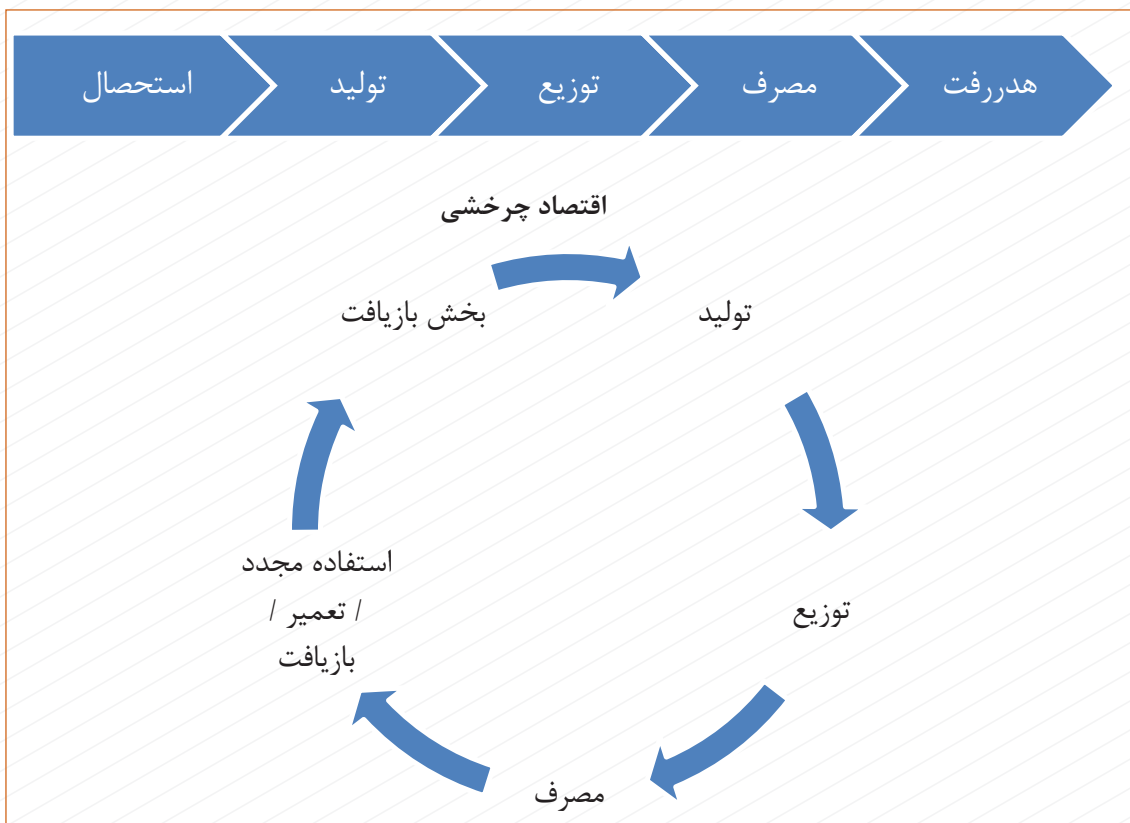 استحصال
تولید
توزیع
مصرف
هدررفت
اقتصاد چرخشی
تولید
توزیع
مصرف
استفاده مجدد
/ تعمیر /
بازیافت
بخش بازیافت